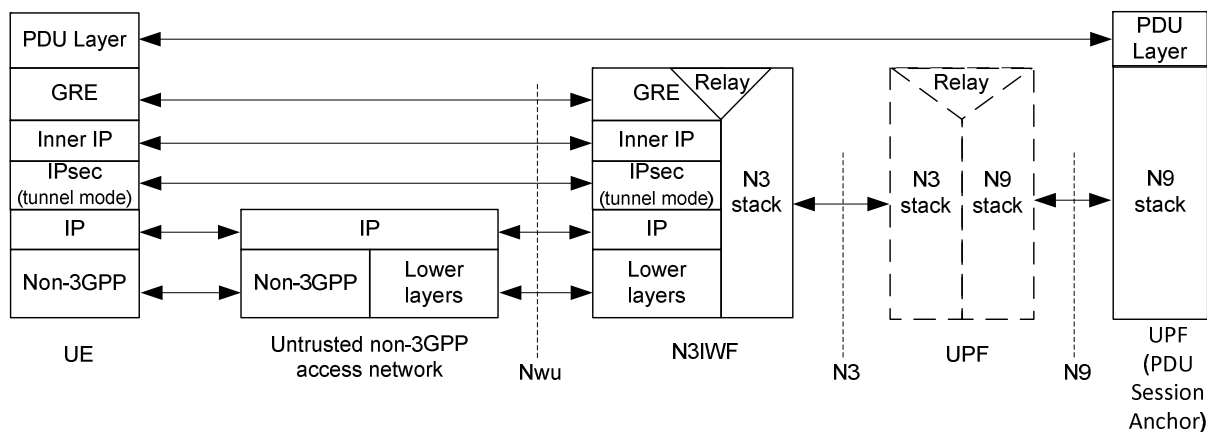 PDU Layer
GRE
Inner IP
IPsec
(tunnel mode)
IP
Non-3GPP
UE
IP
Non-3GPP
Lower
layers
Untrusted non-3GPP
access network
Nwu
GRE
Relay
Inner IP
IPsec
(tunnel mode)
IP
Lower
layers
N3
stack
N3IWF
N3
Relay
N3
stack
N9
stack
UPF
N9
PDU
Layer
N9
stack
UPF
(PDU
Session
Anchor)